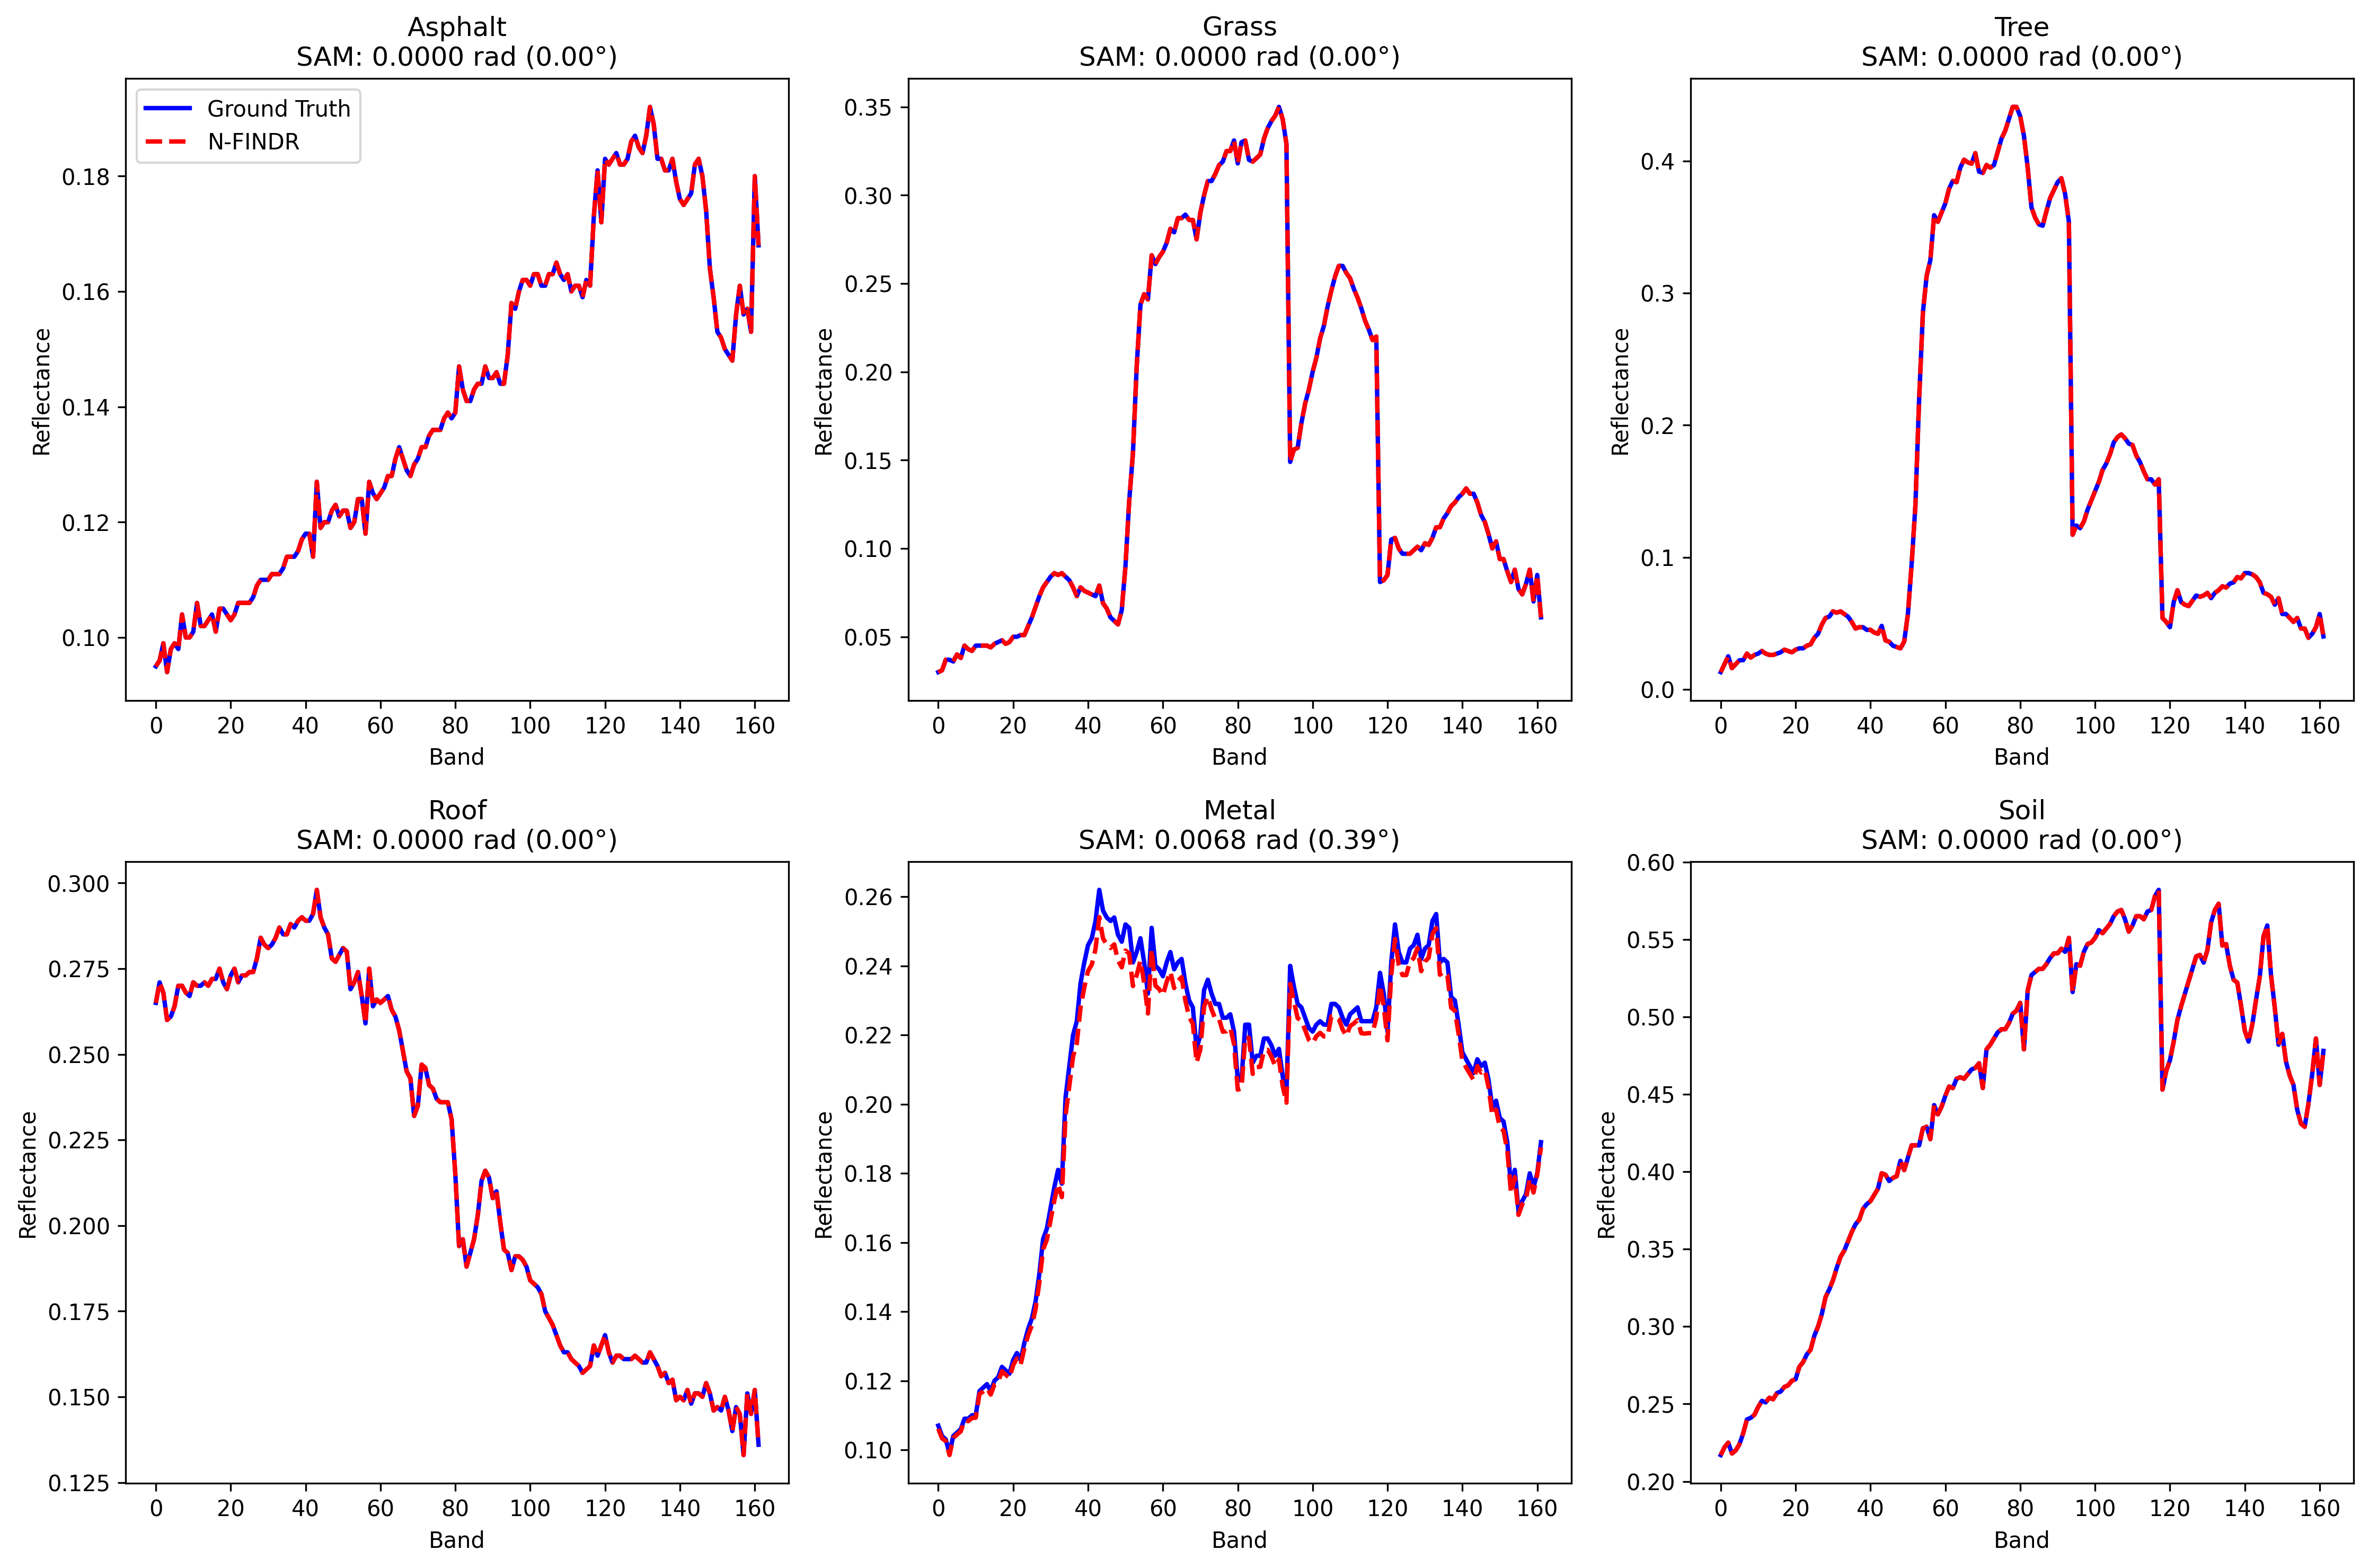 Asphalt
SAM: 0.0000 rad (0.00°)
Ground Truth
N-FINDR
0.18
0.16
0.14
0.12
0.10
Reflectance
0 20 40 60 80 100 120 140 160
Band
Grass
SAM: 0.0000 rad (0.00°)
0.35
0.30
0.25
0.20
0.15
0.10
0.05
Reflectance
0 20 40 60 80 100 120 140 160
Band
Tree
SAM: 0.0000 rad (0.00°)
0.4
0.3
0.2
0.1
0.0
Reflectance
0 20 40 60 80 100 120 140 160
Band
Roof
SAM: 0.0000 rad (0.00°)
0.300
0.275
0.250
0.225
0.200
0.175
0.150
0.125
Reflectance
0 20 40 60 80 100 120 140 160
Band
Metal
SAM: 0.0068 rad (0.39°)
0.26
0.24
0.22
0.20
0.18
0.16
0.14
0.12
0.10
Reflectance
0 20 40 60 80 100 120 140 160
Band
Soil
SAM: 0.0000 rad (0.00°)
0.60
0.55
0.50
0.45
0.40
0.35
0.30
0.25
0.20
Reflectance
0 20 40 60 80 100 120 140 160
Band